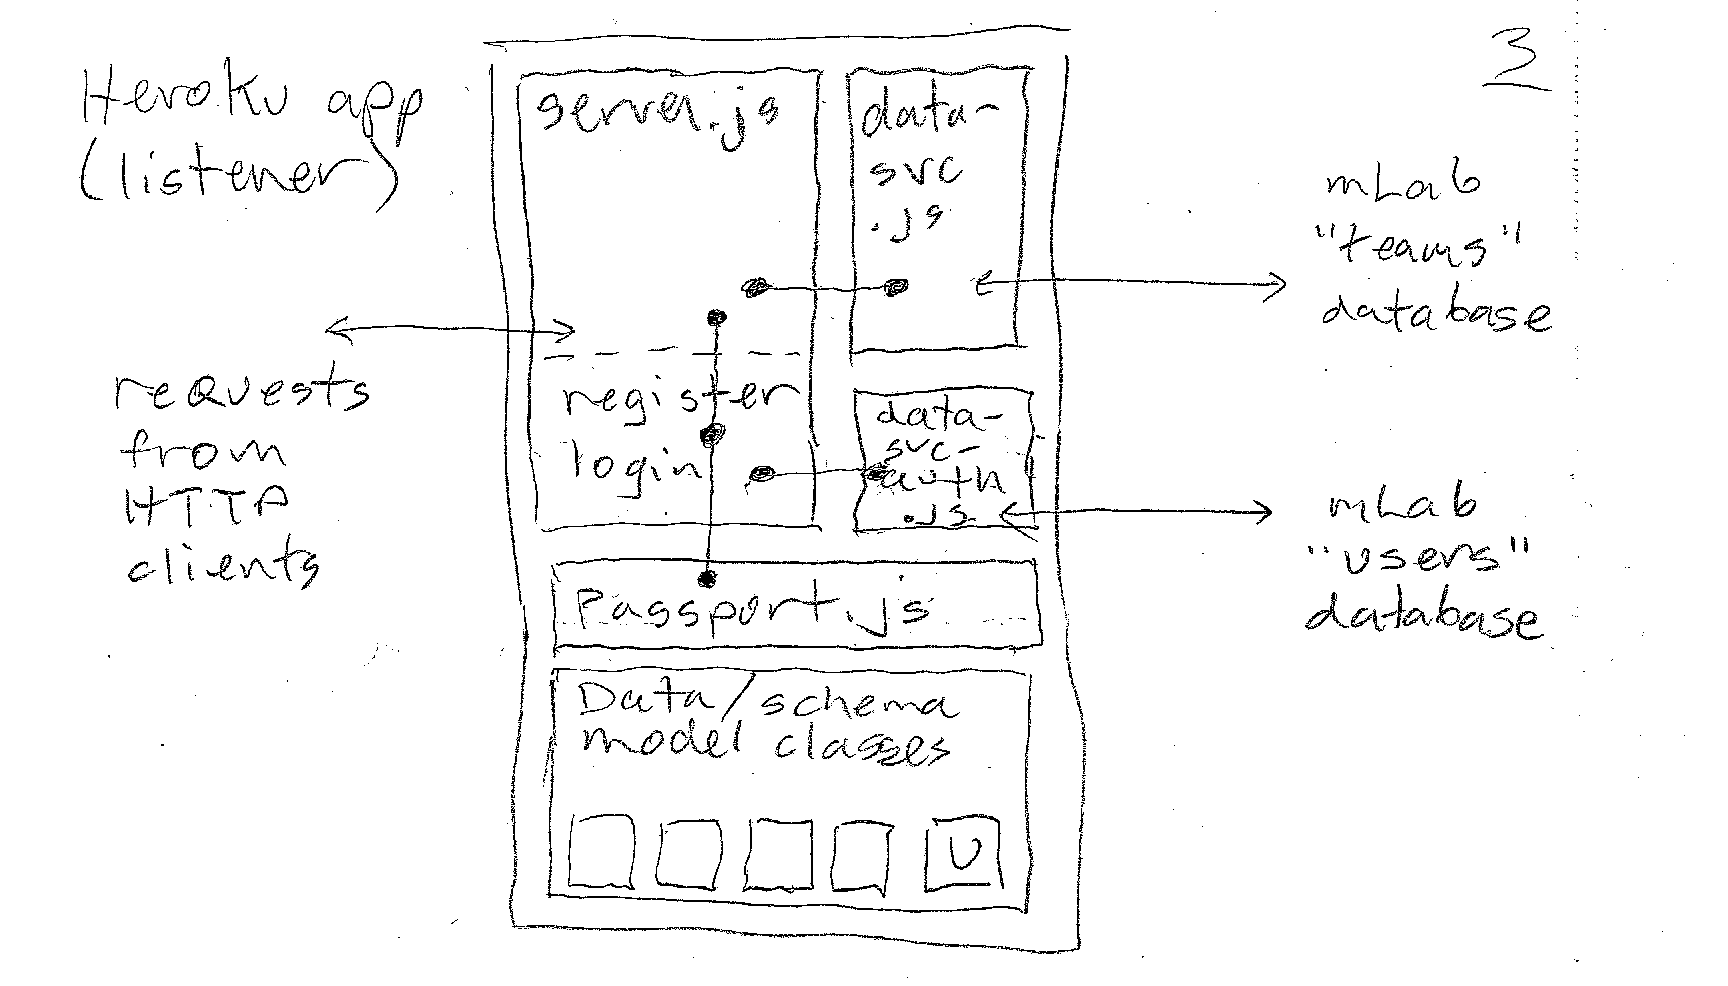 3
Heroku app
(listener)
server.js
data-
svc
.js
mLab
"teams"
database
requests
from
HTTP
clients
register
login
data-
svc-
auth
.js
mLab
"users"
database
Passport.js
Data/schema
model classes
U